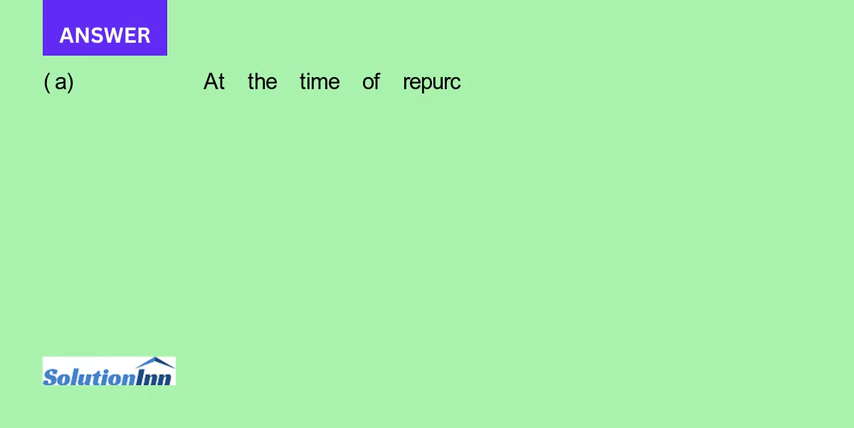 ANSWER
( a) At the time of repurc
SolutionInn